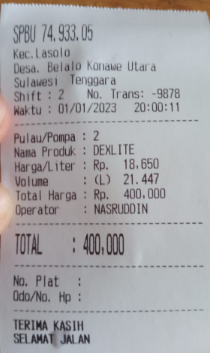 SPBU 74.933.05
Kec.Lasolo
Desa. Belalo Konawe Utara
Sulawesi Tenggara
Shift : 2 No. Trans: -9878
Waktu : 01/01/2023 20:00:11
Pulau/Pompa : 2
Nama Produk : DEXLITE
Harga/Liter : Rp. 18,650
Volume : (L) 21.447
Total Harga : Rp. 400,000
Operator : NASRUDDIN
TOTAL : 400,000
No. Plat :
Odo/No. Hp :
TERIMA KASIH
SELAMAT JALAN